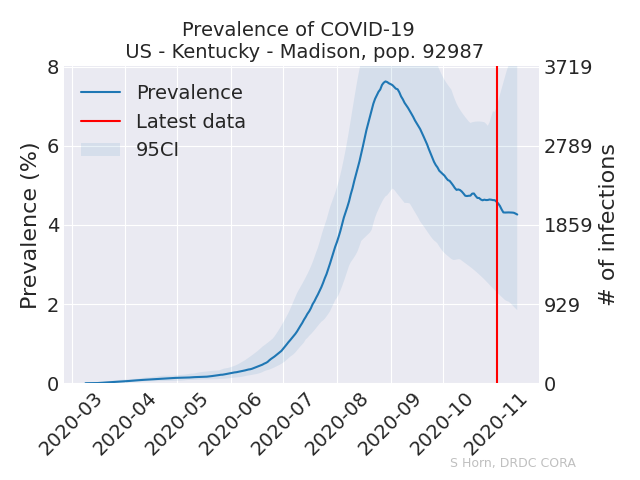 Prevalence of COVID-19
US - Kentucky - Madison, pop. 92987
Prevalence
Latest data
95CI
Prevalence (%)
8
6
4
2
0
3719
2789
1859
929
0
# of infections
2020-03
2020-04
2020-05
2020-06
2020-07
2020-08
2020-09
2020-10
2020-11
S Horn, DRDC CORA